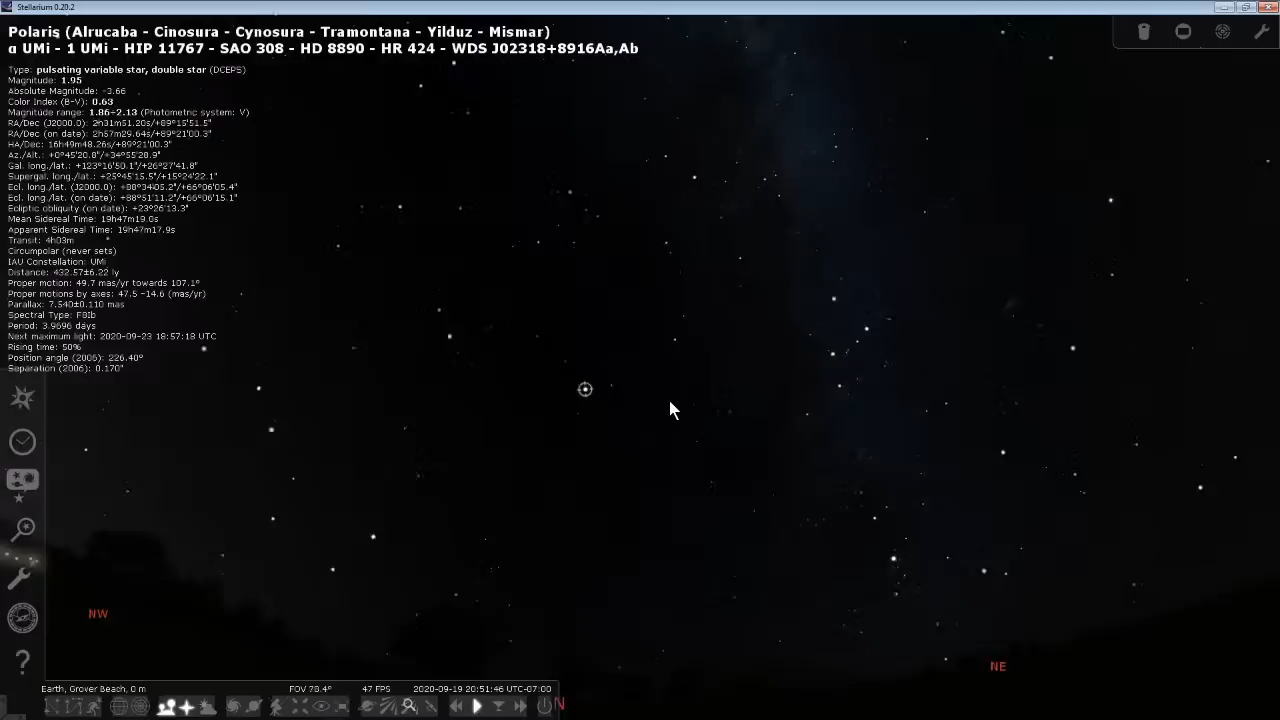 Stellarium 0.20.2
Polaris (Alrucaba - Cinosura - Cynosura - Tramontana - Yilduz - Mismar)
α UMi - 1 UMi - HIP 11767 - SAO 308 - HD 8890 - HR 424 - WDS J02318+8916Aa,Ab
Type: pulsating variable star, double star (DCEPS)
Magnitude: 1.95
Absolute Magnitude: -3.66
Color Index (B-V): 0.63
Magnitude range: 1.86÷2.13 (Photometric system: V)
RA/Dec (J2000.0): 2h31m51.20s/+89°15'51.5"
RA/Dec (on date): 2h57m29.64s/+89°21'00.3"
HA/Dec: 16h49m48.26s/+89°21'00.3"
Az./Alt.: +0°45'20.8"/+34°55'28.9"
Gal. long./lat.: +123°16'50.1"/+26°27'41.8"
Supergal. long./lat.: +25°45'15.5"/+15°24'22.1"
Ecl. long./lat. (J2000.0): +88°34'05.2"/+66°06'05.4"
Ecl. long./lat. (on date): +88°51'11.2"/+66°06'15.1"
Ecliptic obliquity (on date): +23°26'13.3"
Mean Sidereal Time: 19h47m19.0s
Apparent Sidereal Time: 19h47m17.9s
Transit: 4h03m
Circumpolar (never sets)
IAU Constellation: UMi
Distance: 432.57±6.22 ly
Proper motion: 49.7 mas/yr towards 107.1°
Proper motions by axes: 47.5 -14.6 (mas/yr)
Parallax: 7.540±0.110 mas
Spectral Type: F8Ib
Period: 3.9696 days
Next maximum light: 2020-09-23 18:57:18 UTC
Rising time: 50%
Position angle (2006): 226.40°
Separation (2006): 0.170"
NW
NE
N
Earth, Grover Beach, 0 m FOV 78.4° 47 FPS 2020-09-19 20:51:46 UTC-07:00